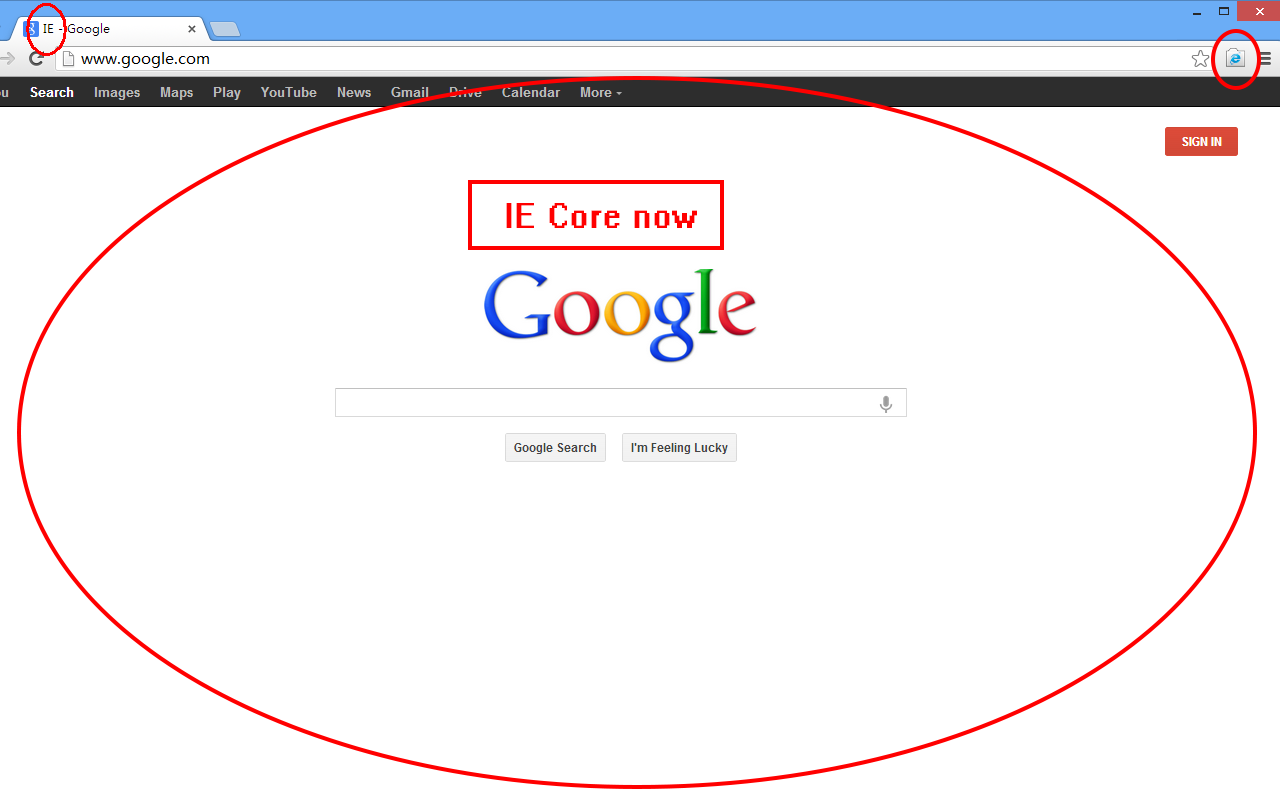 IE - Google
www.google.com
u Search Images Maps Play YouTube News Gmail Drive Calendar More
SIGN IN
IE Core now
Google
Google Search I'm Feeling Lucky